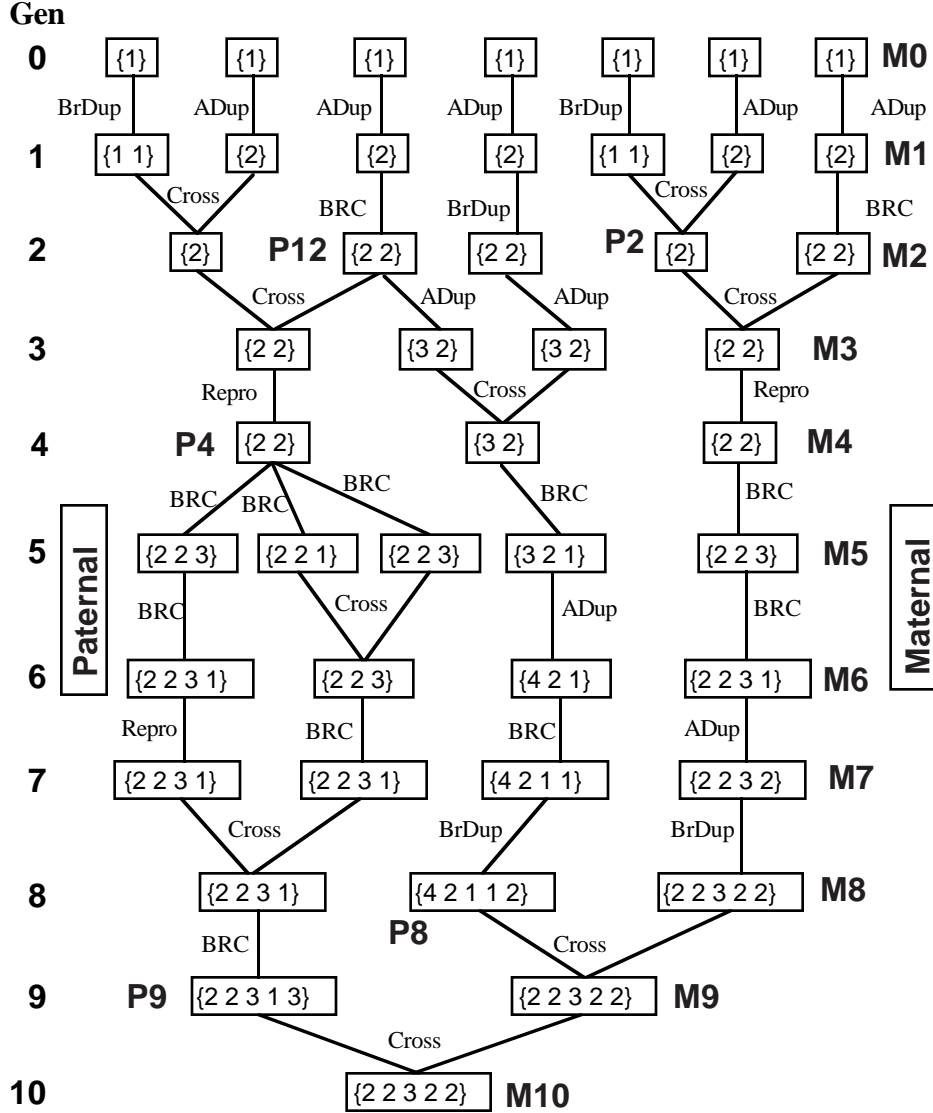 Gen
0 {1} {1} {1} {1} {1} {1} {1} M0
BrDup ADup ADup ADup BrDup ADup ADup
1 {1 1} {2} {2} {2} {1 1} {2} {2} M1
Cross BRC BrDup Cross BRC
2 {2} P12 {2 2} {2 2} P2 {2} {2 2} M2
Cross ADup ADup Cross
3 {2 2} {3 2} {3 2} {2 2} M3
Repro Cross Repro
4 P4 {2 2} {3 2} {2 2} M4
BRC BRC BRC BRC BRC
5 {2 2 3} {2 2 1} {2 2 3} {3 2 1} {2 2 3} M5
Paternal
Maternal
BRC Cross ADup BRC
6 {2 2 3 1} {2 2 3} {4 2 1} {2 2 3 1} M6
Repro BRC BRC ADup
7 {2 2 3 1} {2 2 3 1} {4 2 1 1} {2 2 3 2} M7
Cross BrDup BrDup
8 {2 2 3 1} {4 2 1 1 2} {2 2 3 2 2} M8
P8
BRC Cross
9 P9 {2 2 3 1 3} {2 2 3 2 2} M9
Cross
10 {2 2 3 2 2} M10